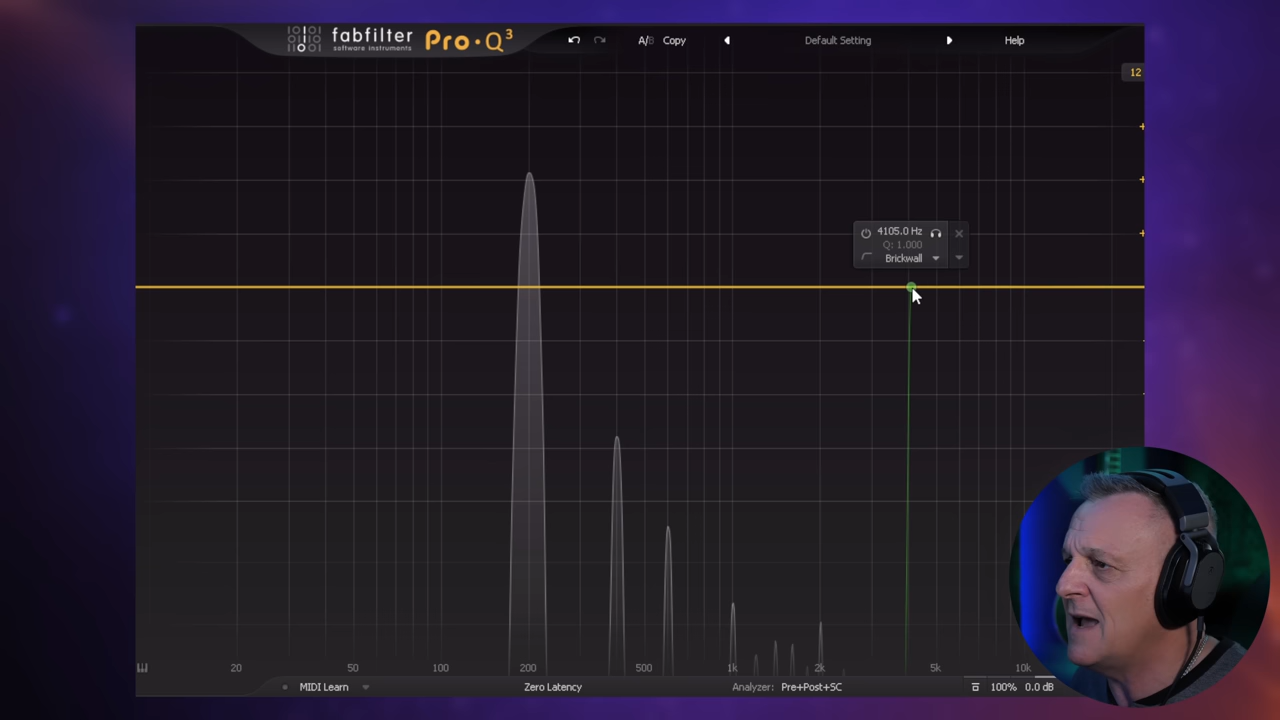 fabfilter
software instruments
Pro·Q3
A/B Copy
Default Setting
Help
12
4105.0 Hz
Q: 1.000
Brickwall
20 50 100 200 500 1k 2k 5k 10k
MIDI Learn
Zero Latency
Analyzer: Pre+Post+SC
100% 0.0 dB